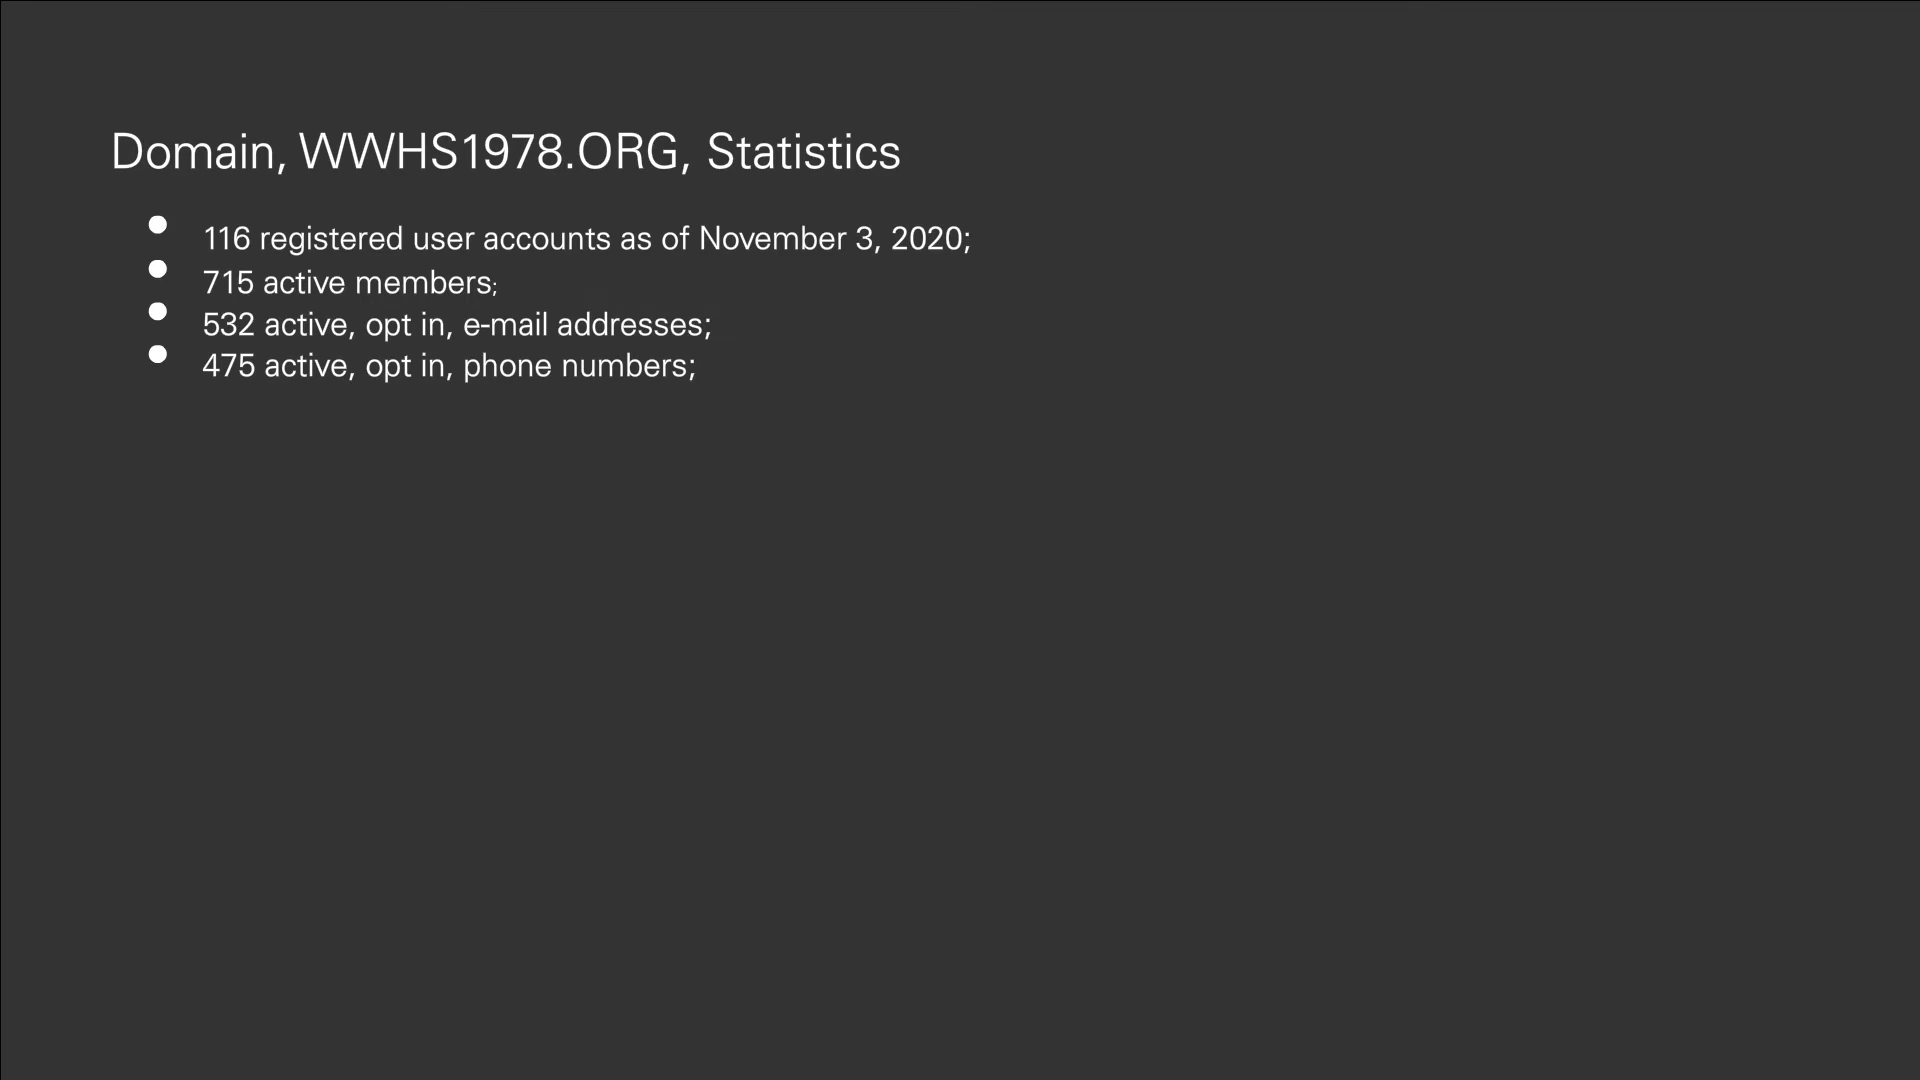 Domain, WWHS1978.ORG, Statistics
116 registered user accounts as of November 3, 2020;
715 active members;
532 active, opt in, e-mail addresses;
475 active, opt in, phone numbers;